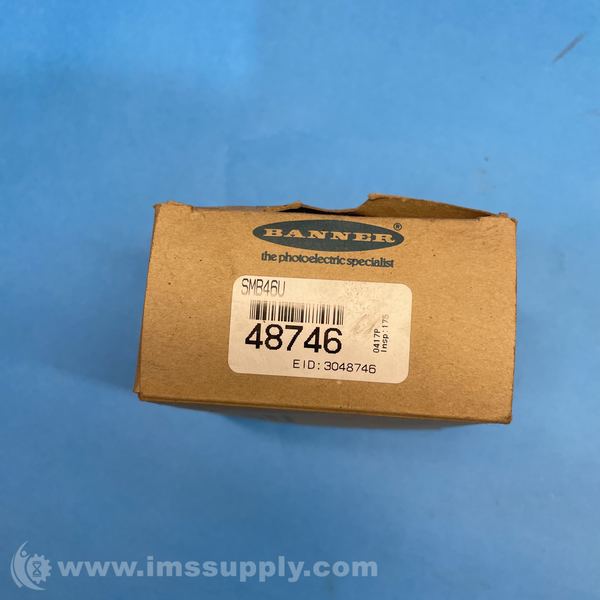 BANNER®
the photoelectric specialist
SMB46U
48746
0417P
Insp:175
EID: 3048746
www.imssupply.com